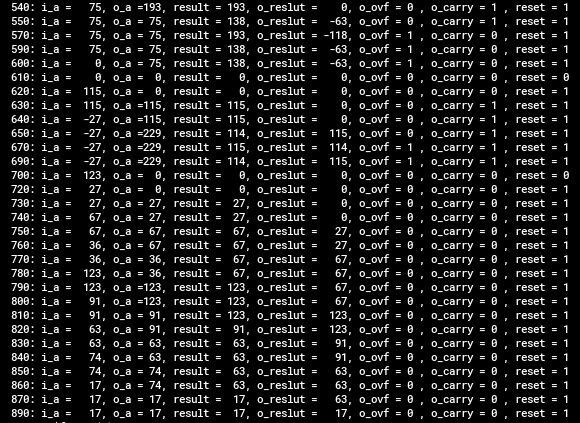 540: i_a =   75, o_a =193, result = 193, o_reslut =    0, o_ovf = 0 , o_carry = 1 , reset = 1
550: i_a =   75, o_a = 75, result = 138, o_reslut =  -63, o_ovf = 0 , o_carry = 1 , reset = 1
570: i_a =   75, o_a = 75, result = 193, o_reslut = -118, o_ovf = 1 , o_carry = 0 , reset = 1
590: i_a =   75, o_a = 75, result = 138, o_reslut =  -63, o_ovf = 1 , o_carry = 1 , reset = 1
600: i_a =    0, o_a = 75, result = 138, o_reslut =  -63, o_ovf = 1 , o_carry = 0 , reset = 1
610: i_a =    0, o_a =  0, result =   0, o_reslut =    0, o_ovf = 0 , o_carry = 0 , reset = 0
620: i_a =  115, o_a =  0, result =   0, o_reslut =    0, o_ovf = 0 , o_carry = 0 , reset = 1
630: i_a =  115, o_a =115, result = 115, o_reslut =    0, o_ovf = 0 , o_carry = 1 , reset = 1
640: i_a =  -27, o_a =115, result = 115, o_reslut =    0, o_ovf = 0 , o_carry = 0 , reset = 1
650: i_a =  -27, o_a =229, result = 114, o_reslut =  115, o_ovf = 0 , o_carry = 1 , reset = 1
670: i_a =  -27, o_a =229, result = 115, o_reslut =  114, o_ovf = 1 , o_carry = 1 , reset = 1
690: i_a =  -27, o_a =229, result = 114, o_reslut =  115, o_ovf = 1 , o_carry = 1 , reset = 1
700: i_a =  123, o_a =  0, result =   0, o_reslut =    0, o_ovf = 0 , o_carry = 0 , reset = 0
720: i_a =   27, o_a =  0, result =   0, o_reslut =    0, o_ovf = 0 , o_carry = 0 , reset = 1
730: i_a =   27, o_a = 27, result =  27, o_reslut =    0, o_ovf = 0 , o_carry = 0 , reset = 1
740: i_a =   67, o_a = 27, result =  27, o_reslut =    0, o_ovf = 0 , o_carry = 0 , reset = 1
750: i_a =   67, o_a = 67, result =  67, o_reslut =   27, o_ovf = 0 , o_carry = 0 , reset = 1
760: i_a =   36, o_a = 67, result =  67, o_reslut =   27, o_ovf = 0 , o_carry = 0 , reset = 1
770: i_a =   36, o_a = 36, result =  67, o_reslut =   67, o_ovf = 0 , o_carry = 0 , reset = 1
780: i_a =  123, o_a = 36, result =  67, o_reslut =   67, o_ovf = 0 , o_carry = 0 , reset = 1
790: i_a =  123, o_a =123, result = 123, o_reslut =   67, o_ovf = 0 , o_carry = 0 , reset = 1
800: i_a =   91, o_a =123, result = 123, o_reslut =   67, o_ovf = 0 , o_carry = 0 , reset = 1
810: i_a =   91, o_a = 91, result = 123, o_reslut =  123, o_ovf = 0 , o_carry = 0 , reset = 1
820: i_a =   63, o_a = 91, result =  91, o_reslut =  123, o_ovf = 0 , o_carry = 0 , reset = 1
830: i_a =   63, o_a = 63, result =  63, o_reslut =   91, o_ovf = 0 , o_carry = 0 , reset = 1
840: i_a =   74, o_a = 63, result =  63, o_reslut =   91, o_ovf = 0 , o_carry = 0 , reset = 1
850: i_a =   74, o_a = 74, result =  63, o_reslut =   63, o_ovf = 0 , o_carry = 0 , reset = 1
860: i_a =   17, o_a = 74, result =  63, o_reslut =   63, o_ovf = 0 , o_carry = 0 , reset = 1
870: i_a =   17, o_a = 17, result =  17, o_reslut =   63, o_ovf = 0 , o_carry = 0 , reset = 1
890: i_a =   17, o_a = 17, result =  17, o_reslut =   17, o_ovf = 0 , o_carry = 0 , reset = 1